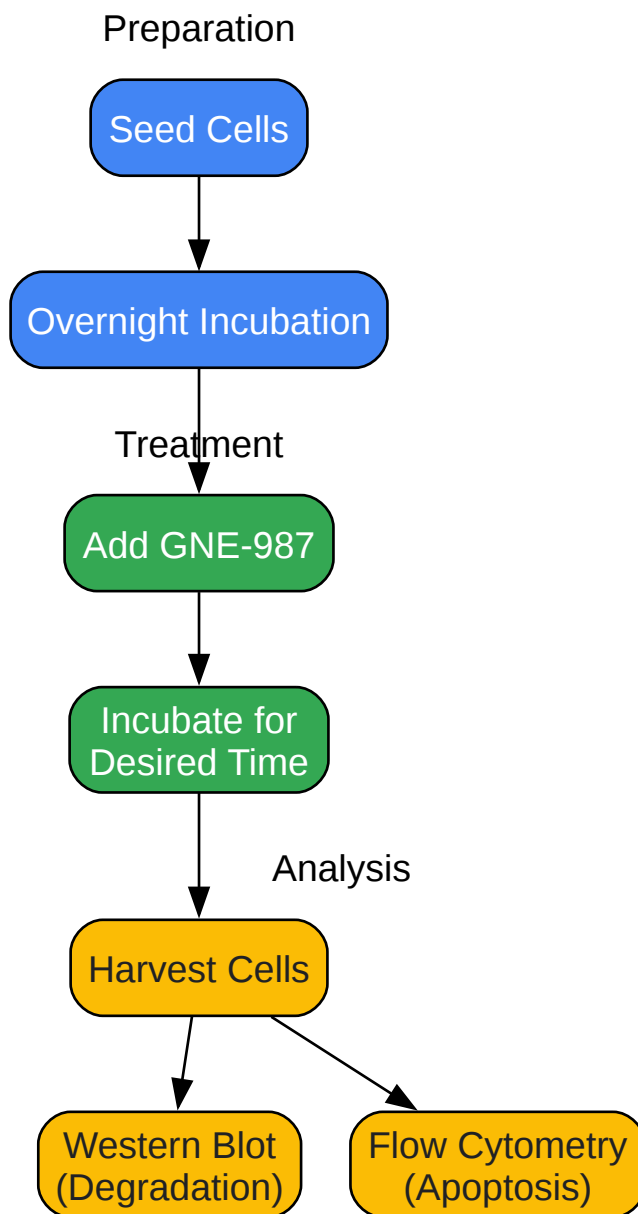 Preparation
Seed Cells
Overnight Incubation
Treatment
Add GNE-987
Incubate for
Desired Time
Analysis
Harvest Cells
Western Blot
(Degradation)
Flow Cytometry
(Apoptosis)